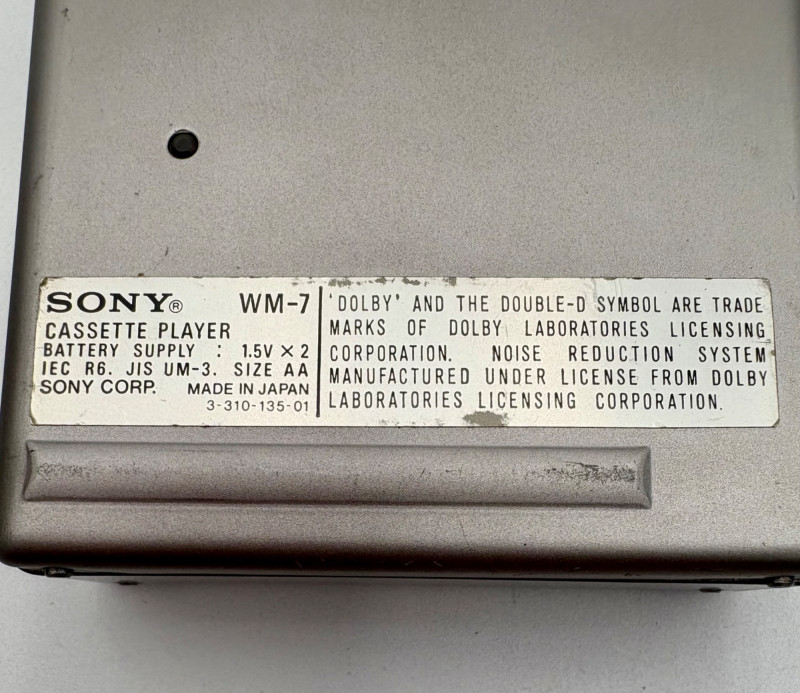 SONY® WM-7
CASSETTE PLAYER
BATTERY SUPPLY : 1.5V × 2
IEC R6. JIS UM-3. SIZE AA
SONY CORP. MADE IN JAPAN
3-310-135-01
'DOLBY' AND THE DOUBLE-D SYMBOL ARE TRADE
MARKS OF DOLBY LABORATORIES LICENSING
CORPORATION. NOISE REDUCTION SYSTEM
MANUFACTURED UNDER LICENSE FROM DOLBY
LABORATORIES LICENSING CORPORATION.